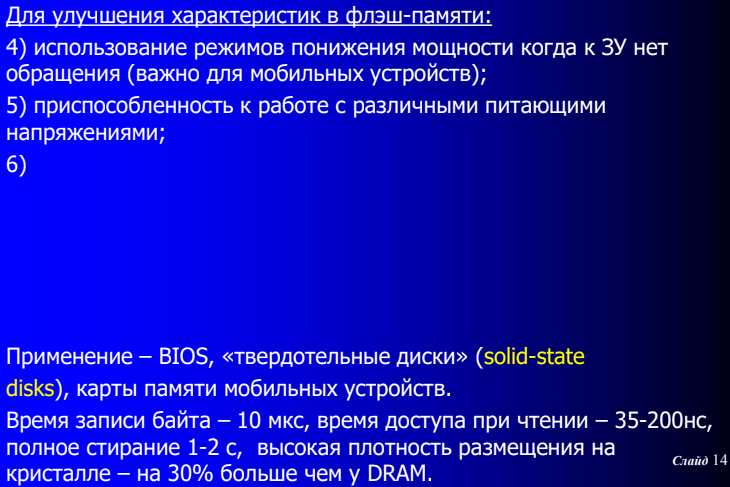 Для улучшения характеристик в флэш-памяти:
4) использование режимов понижения мощности когда к ЗУ нет
обращения (важно для мобильных устройств);
5) приспособленность к работе с различными питающими
напряжениями;
6)
Применение – BIOS, «твердотельные диски» (solid-state
disks), карты памяти мобильных устройств.
Время записи байта – 10 мкс, время доступа при чтении – 35-200нс,
полное стирание 1-2 с, высокая плотность размещения на
кристалле – на 30% больше чем у DRAM.
Слайд 14